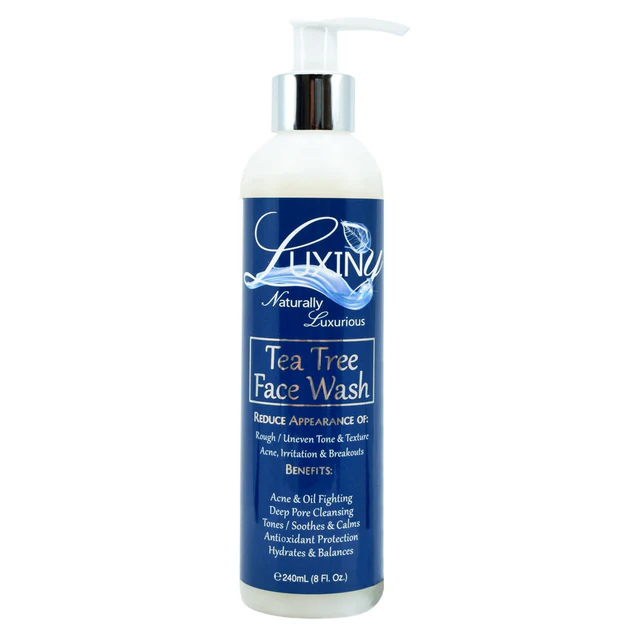 LUXINY
Naturally
Luxurious
Tea Tree
Face Wash
REDUCE APPEARANCE OF:
Rough / Uneven Tone & Texture
Acne, Irritation & Breakouts
BENEFITS:
Acne & Oil Fighting
Deep Pore Cleansing
Tones / Soothes & Calms
Antioxidant Protection
Hydrates & Balances
℮240mL (8 Fl. Oz.)